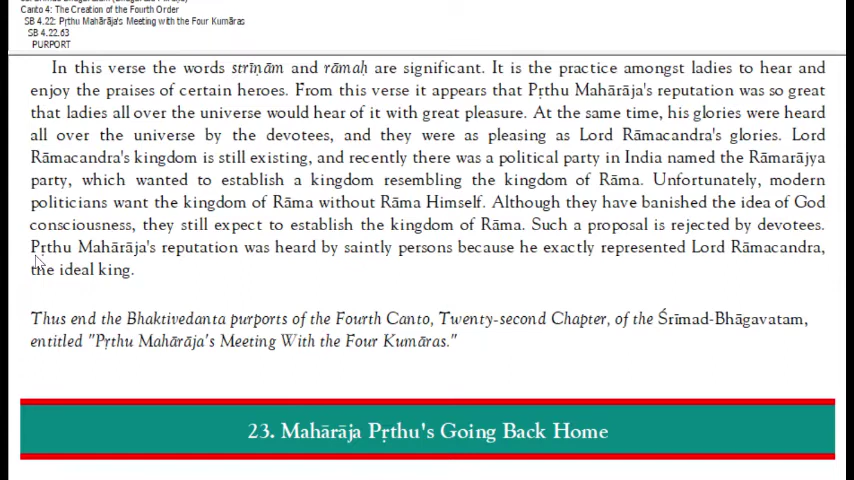 Canto 4: The Creation of the Fourth Order
SB 4.22: Pṛthu Mahārāja's Meeting with the Four Kumāras
SB 4.22.63
PURPORT
In this verse the words strīṇām and rāmaḥ are significant. It is the practice amongst ladies to hear and
enjoy the praises of certain heroes. From this verse it appears that Pṛthu Mahārāja's reputation was so great
that ladies all over the universe would hear of it with great pleasure. At the same time, his glories were heard
all over the universe by the devotees, and they were as pleasing as Lord Rāmacandra's glories. Lord
Rāmacandra's kingdom is still existing, and recently there was a political party in India named the Rāmarājya
party, which wanted to establish a kingdom resembling the kingdom of Rāma. Unfortunately, modern
politicians want the kingdom of Rāma without Rāma Himself. Although they have banished the idea of God
consciousness, they still expect to establish the kingdom of Rāma. Such a proposal is rejected by devotees.
Pṛthu Mahārāja's reputation was heard by saintly persons because he exactly represented Lord Rāmacandra,
the ideal king.
Thus end the Bhaktivedanta purports of the Fourth Canto, Twenty-second Chapter, of the Śrīmad-Bhāgavatam,
entitled "Pṛthu Mahārāja's Meeting With the Four Kumāras."
23. Mahārāja Pṛthu's Going Back Home